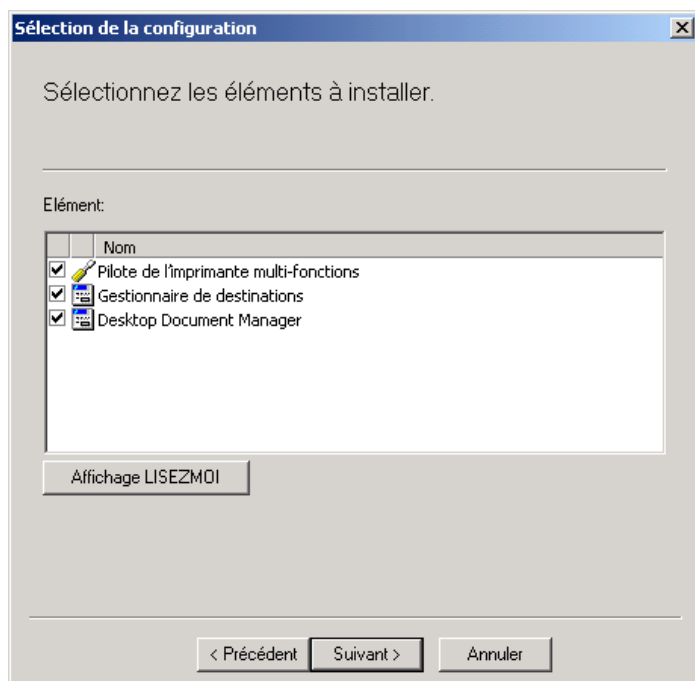 Sélection de la configuration
Sélectionnez les éléments à installer.
Elément:
Nom
Pilote de l'imprimante multi-fonctions
Gestionnaire de destinations
Desktop Document Manager
Affichage LISEZMOI
< Précédent Suivant > Annuler